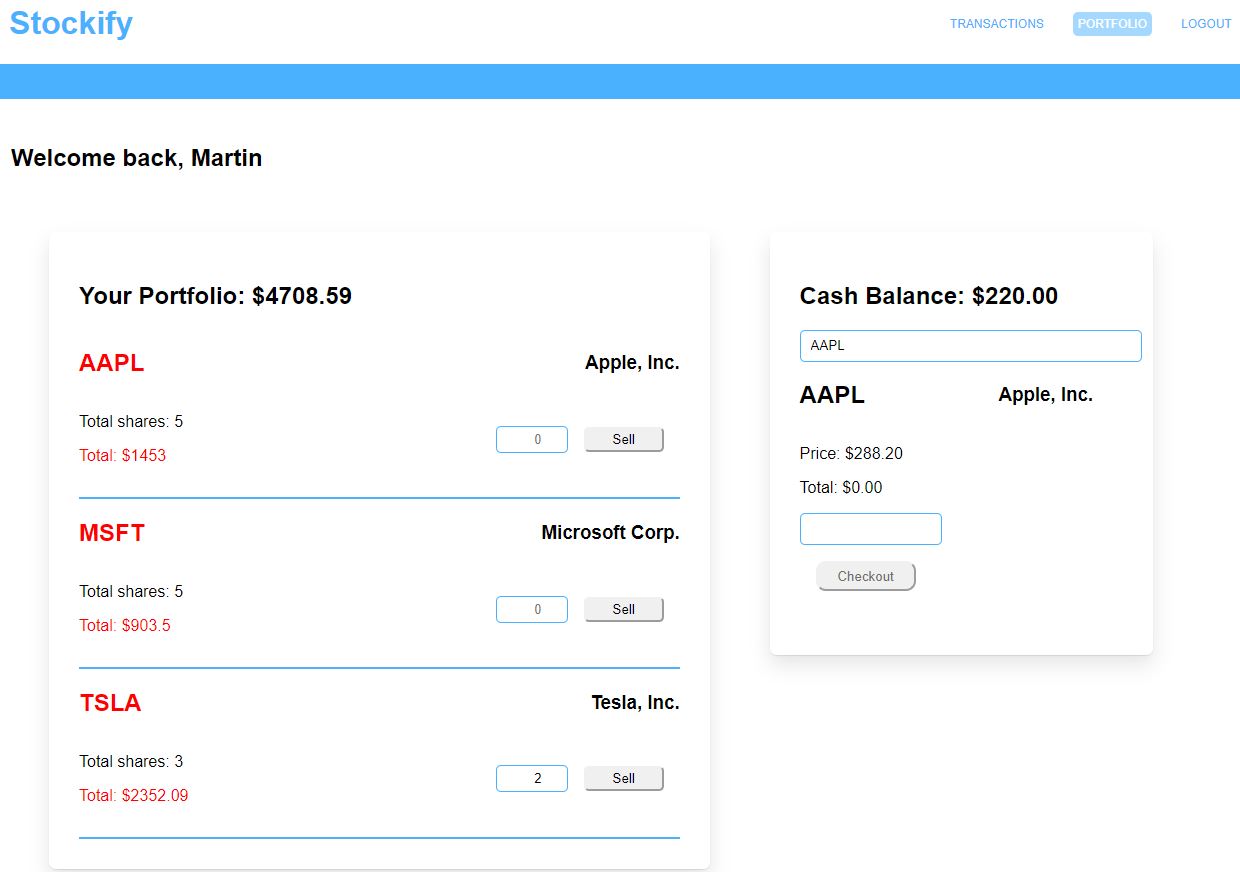 Stockify
TRANSACTIONS PORTFOLIO LOGOUT
Welcome back, Martin
Your Portfolio: $4708.59
AAPL Apple, Inc.
Total shares: 5
0 Sell
Total: $1453
MSFT Microsoft Corp.
Total shares: 5
0 Sell
Total: $903.5
TSLA Tesla, Inc.
Total shares: 3
2 Sell
Total: $2352.09
Cash Balance: $220.00
AAPL
AAPL Apple, Inc.
Price: $288.20
Total: $0.00
Checkout